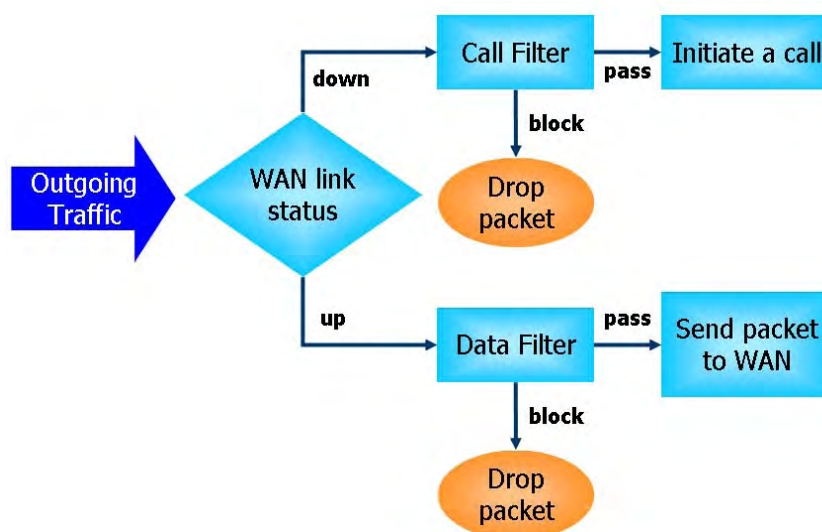 Outgoing
Traffic
WAN link
status
down
Call Filter
pass
Initiate a call
block
Drop
packet
up
Data Filter
pass
Send packet
to WAN
block
Drop
packet